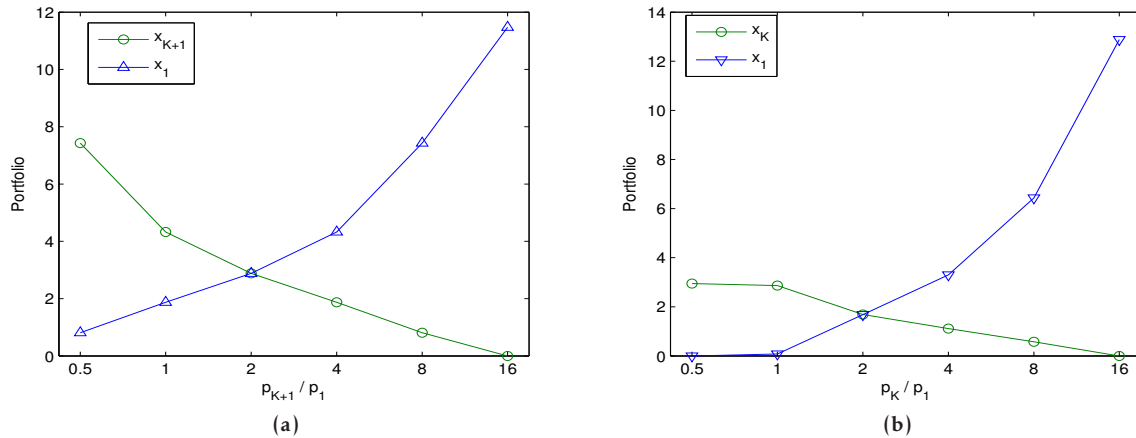 12
10
8
6
4
2
0
Portfolio
x_{K+1}
x_1
0.5 1 2 4 8 16
p_{K+1} / p_1
(a)
14
12
10
8
6
4
2
0
Portfolio
x_K
x_1
0.5 1 2 4 8 16
p_K / p_1
(b)